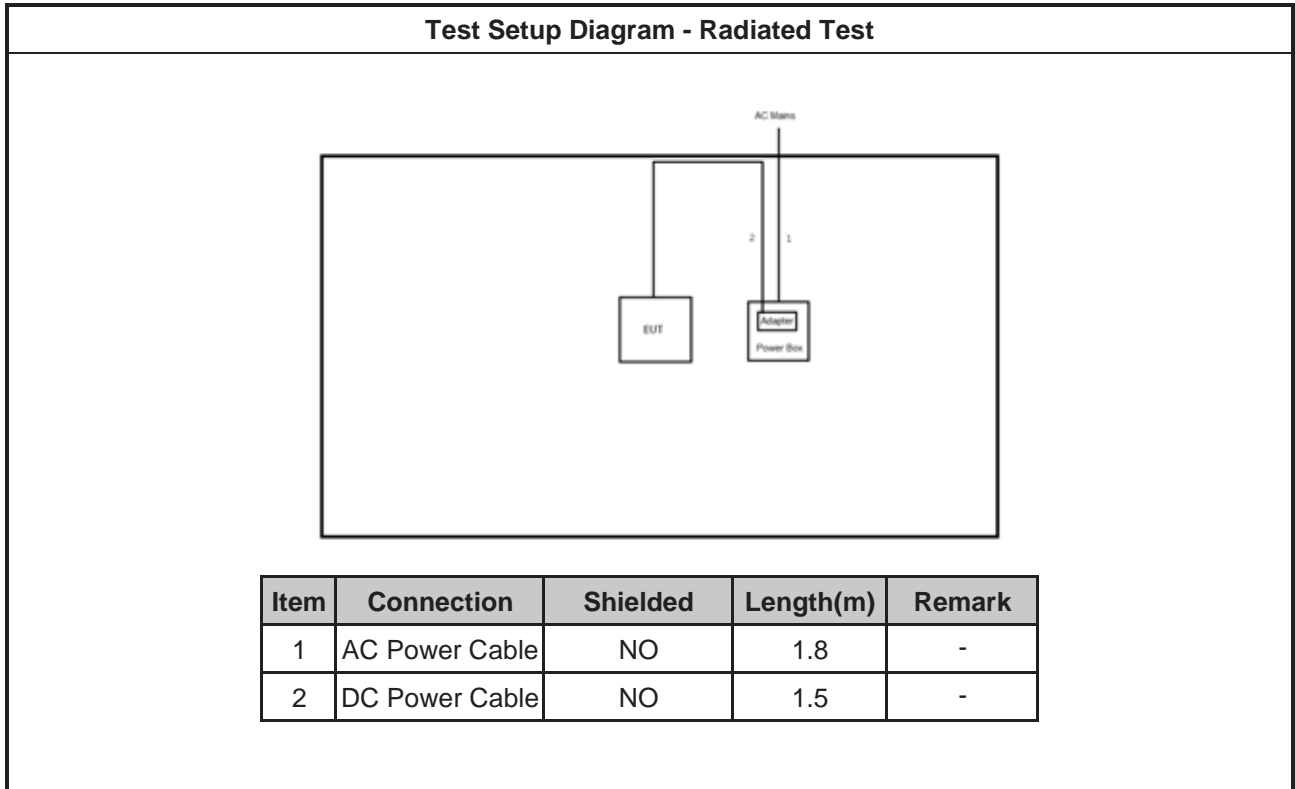 Test Setup Diagram - Radiated Test
AC Mains
2 1
EUT
Adapter
Power Box
Item Connection Shielded Length(m) Remark
1 AC Power Cable NO 1.8 -
2 DC Power Cable NO 1.5 -